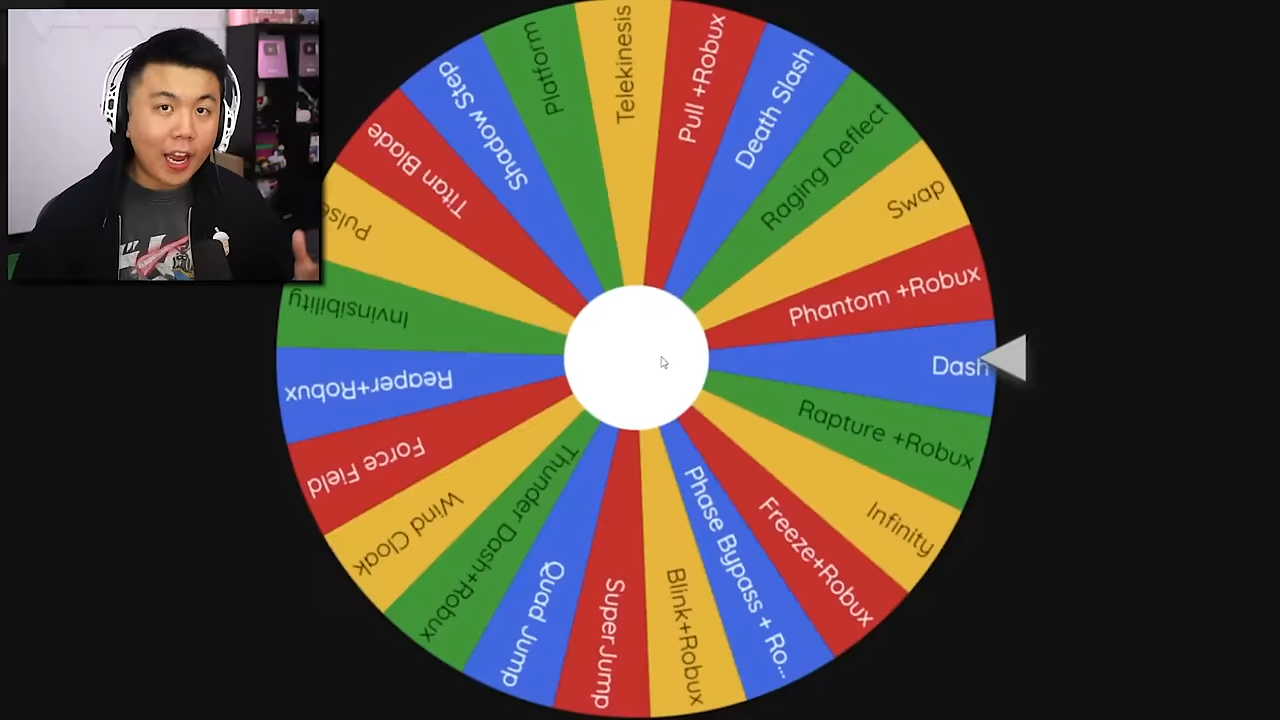 Telekinesis
Pull +Robux
Death Slash
Raging Deflect
Swap
Phantom +Robux
Dash
Rapture +Robux
Infinity
Freeze+Robux
Phase Bypass + Ro...
Blink+Robux
Super Jump
Quad Jump
Thunder Dash+Robux
Wind Cloak
Force Field
Reaper+Robux
Invinsibility
Pulse
Titan Blade
Shadow Step
Platform